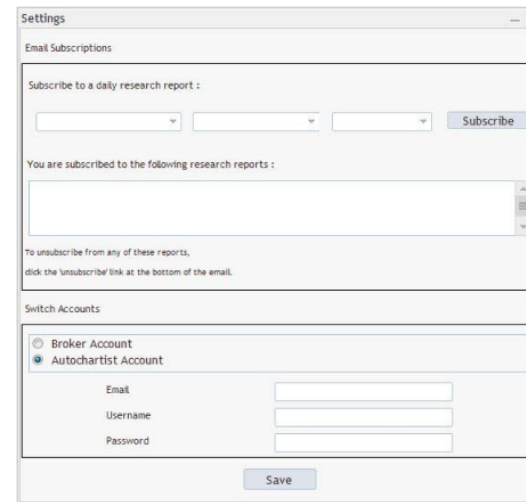 Settings
Email Subscriptions
Subscribe to a daily research report :
Subscribe
You are subscribed to the following research reports :
To unsubscribe from any of these reports,
click the 'unsubscribe' link at the bottom of the email.
Switch Accounts
Broker Account
Autochartist Account
Email
Username
Password
Save